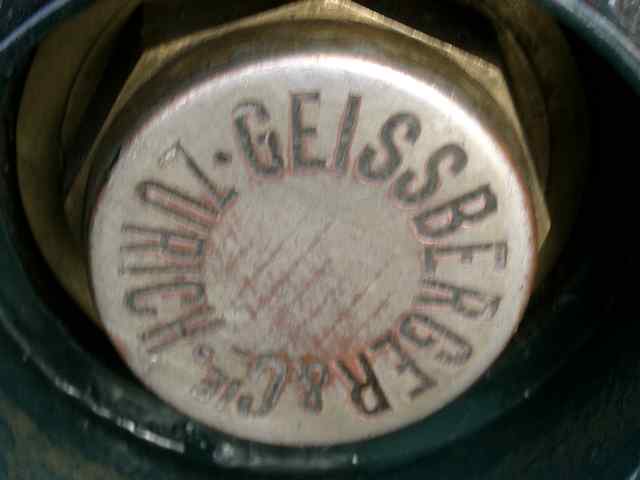 GEISSBERGER & Cie. ZÜRICH •